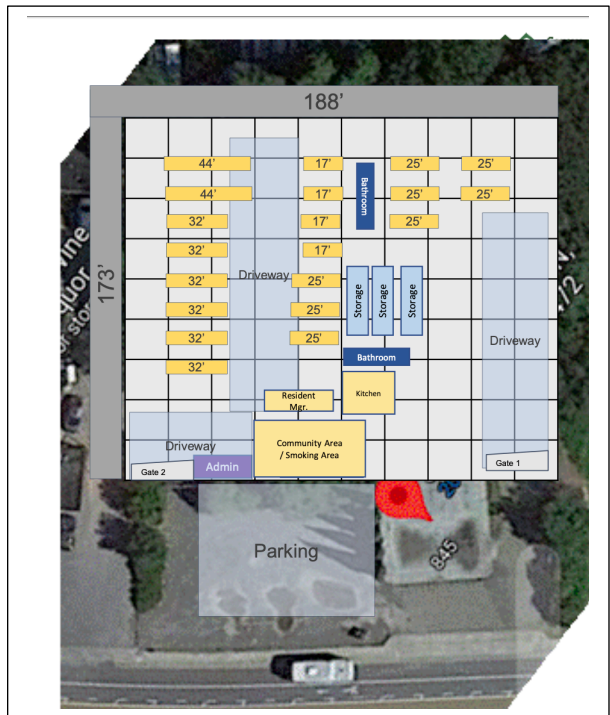 188’
173’
44’
17’
25’
25’
44’
17’
25’
25’
32’
17’
25’
32’
17’
32’
25’
32’
25’
32’
25’
32’
Bathroom
Driveway
Storage
Storage
Storage
Driveway
Bathroom
Kitchen
Resident
Mgr.
Community Area
/ Smoking Area
Driveway
Gate 2
Admin
Gate 1
Parking
845